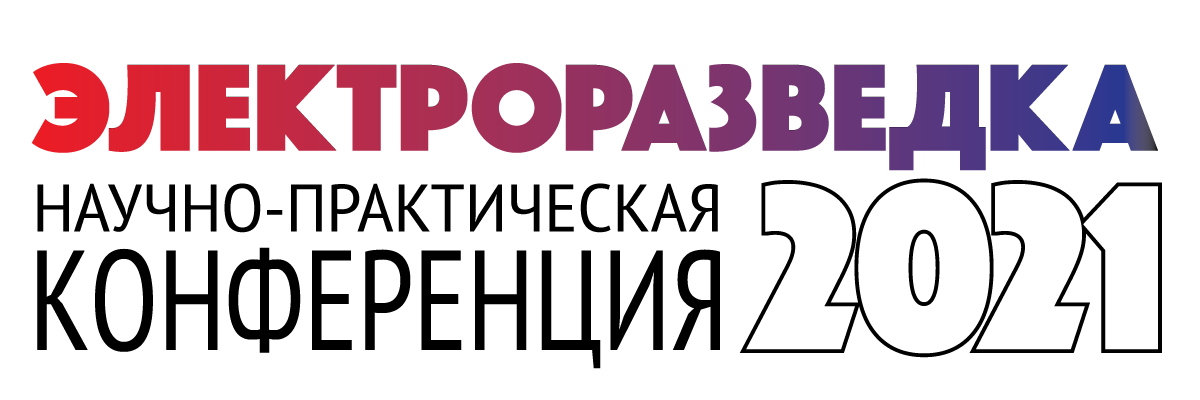 ЭЛЕКТРОРАЗВЕДКА
НАУЧНО-ПРАКТИЧЕСКАЯ
КОНФЕРЕНЦИЯ 2021